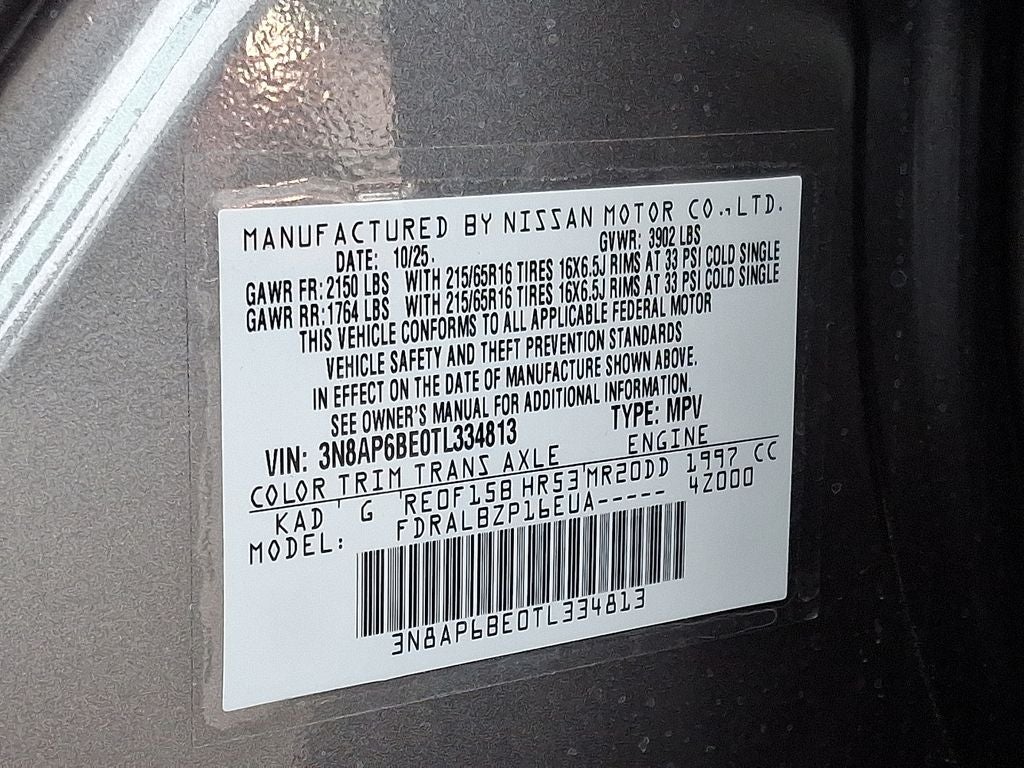 MANUFACTURED BY NISSAN MOTOR CO., LTD.
DATE: 10/25. GVWR: 3902 LBS
GAWR FR: 2150 LBS WITH 215/65R16 TIRES 16X6.5J RIMS AT 33 PSI COLD SINGLE
GAWR RR: 1764 LBS WITH 215/65R16 TIRES 16X6.5J RIMS AT 33 PSI COLD SINGLE
THIS VEHICLE CONFORMS TO ALL APPLICABLE FEDERAL MOTOR
VEHICLE SAFETY AND THEFT PREVENTION STANDARDS
IN EFFECT ON THE DATE OF MANUFACTURE SHOWN ABOVE.
SEE OWNER'S MANUAL FOR ADDITIONAL INFORMATION.
VIN: 3N8AP6BE0TL334813 TYPE: MPV
COLOR TRIM TRANS AXLE ENGINE
KAD G RE0F15B HR53 MR20DD 1997 CC
MODEL: FDRALBZP16EUA----- 4Z000
3N8AP6BE0TL334813